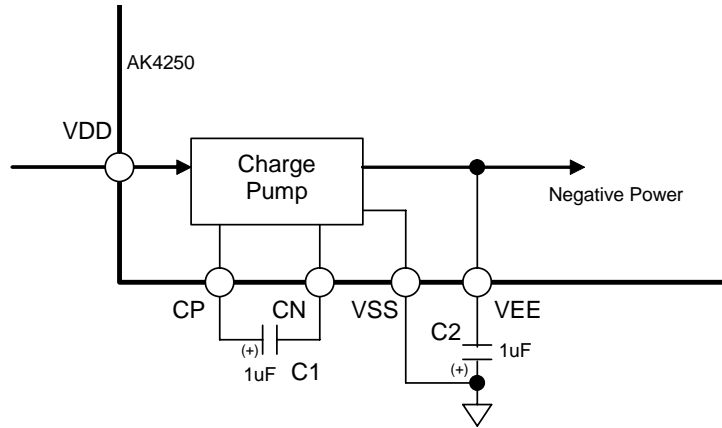 AK4250
VDD
Charge
Pump
Negative Power
CP
CN
VSS
VEE
(+)
1uF
C1
C2
1uF
(+)